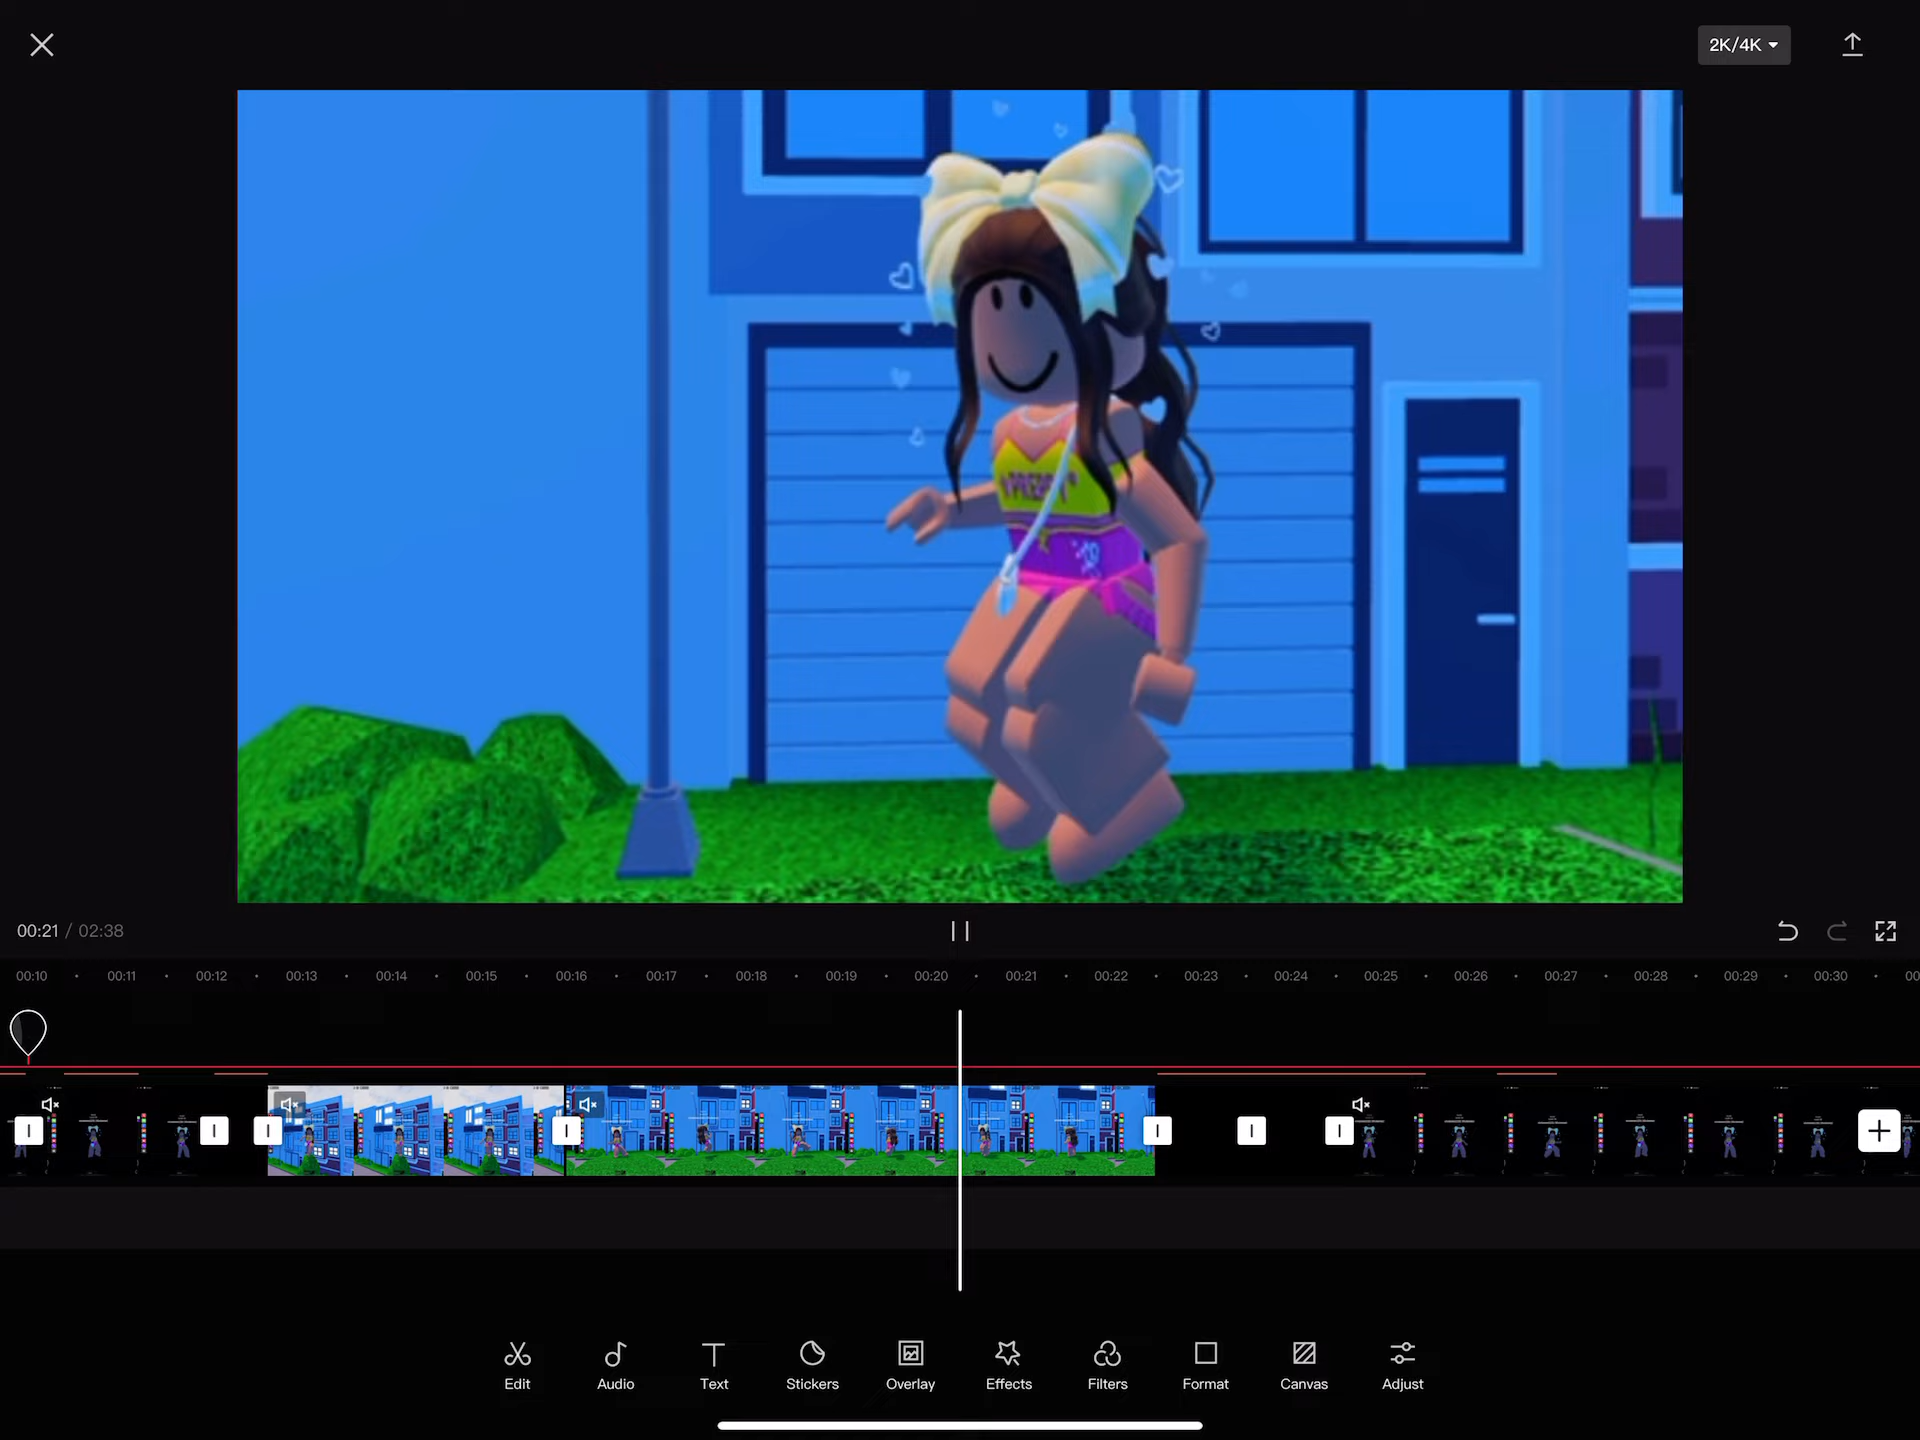 2K/4K
00:21 / 02:38
00:10 00:11 00:12 00:13 00:14 00:15 00:16 00:17 00:18 00:19 00:20 00:21 00:22 00:23 00:24 00:25 00:26 00:27 00:28 00:29 00:30 00
Edit Audio Text Stickers Overlay Effects Filters Format Canvas Adjust